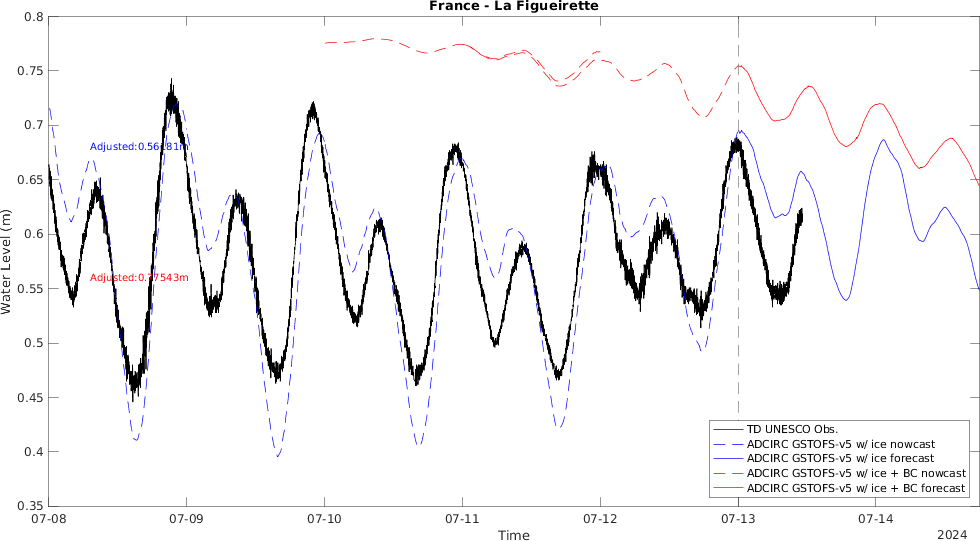 France - La Figueirette
0.8
0.75
0.7
0.65
0.6
0.55
0.5
0.45
0.4
0.35
Water Level (m)
Adjusted:0.77543m
TD UNESCO Obs.
ADCIRC GSTOFS-v5 w/ ice nowcast
ADCIRC GSTOFS-v5 w/ ice forecast
ADCIRC GSTOFS-v5 w/ ice + BC nowcast
ADCIRC GSTOFS-v5 w/ ice + BC forecast
07-08 07-09 07-10 07-11 07-12 07-13 07-14
Time
2024